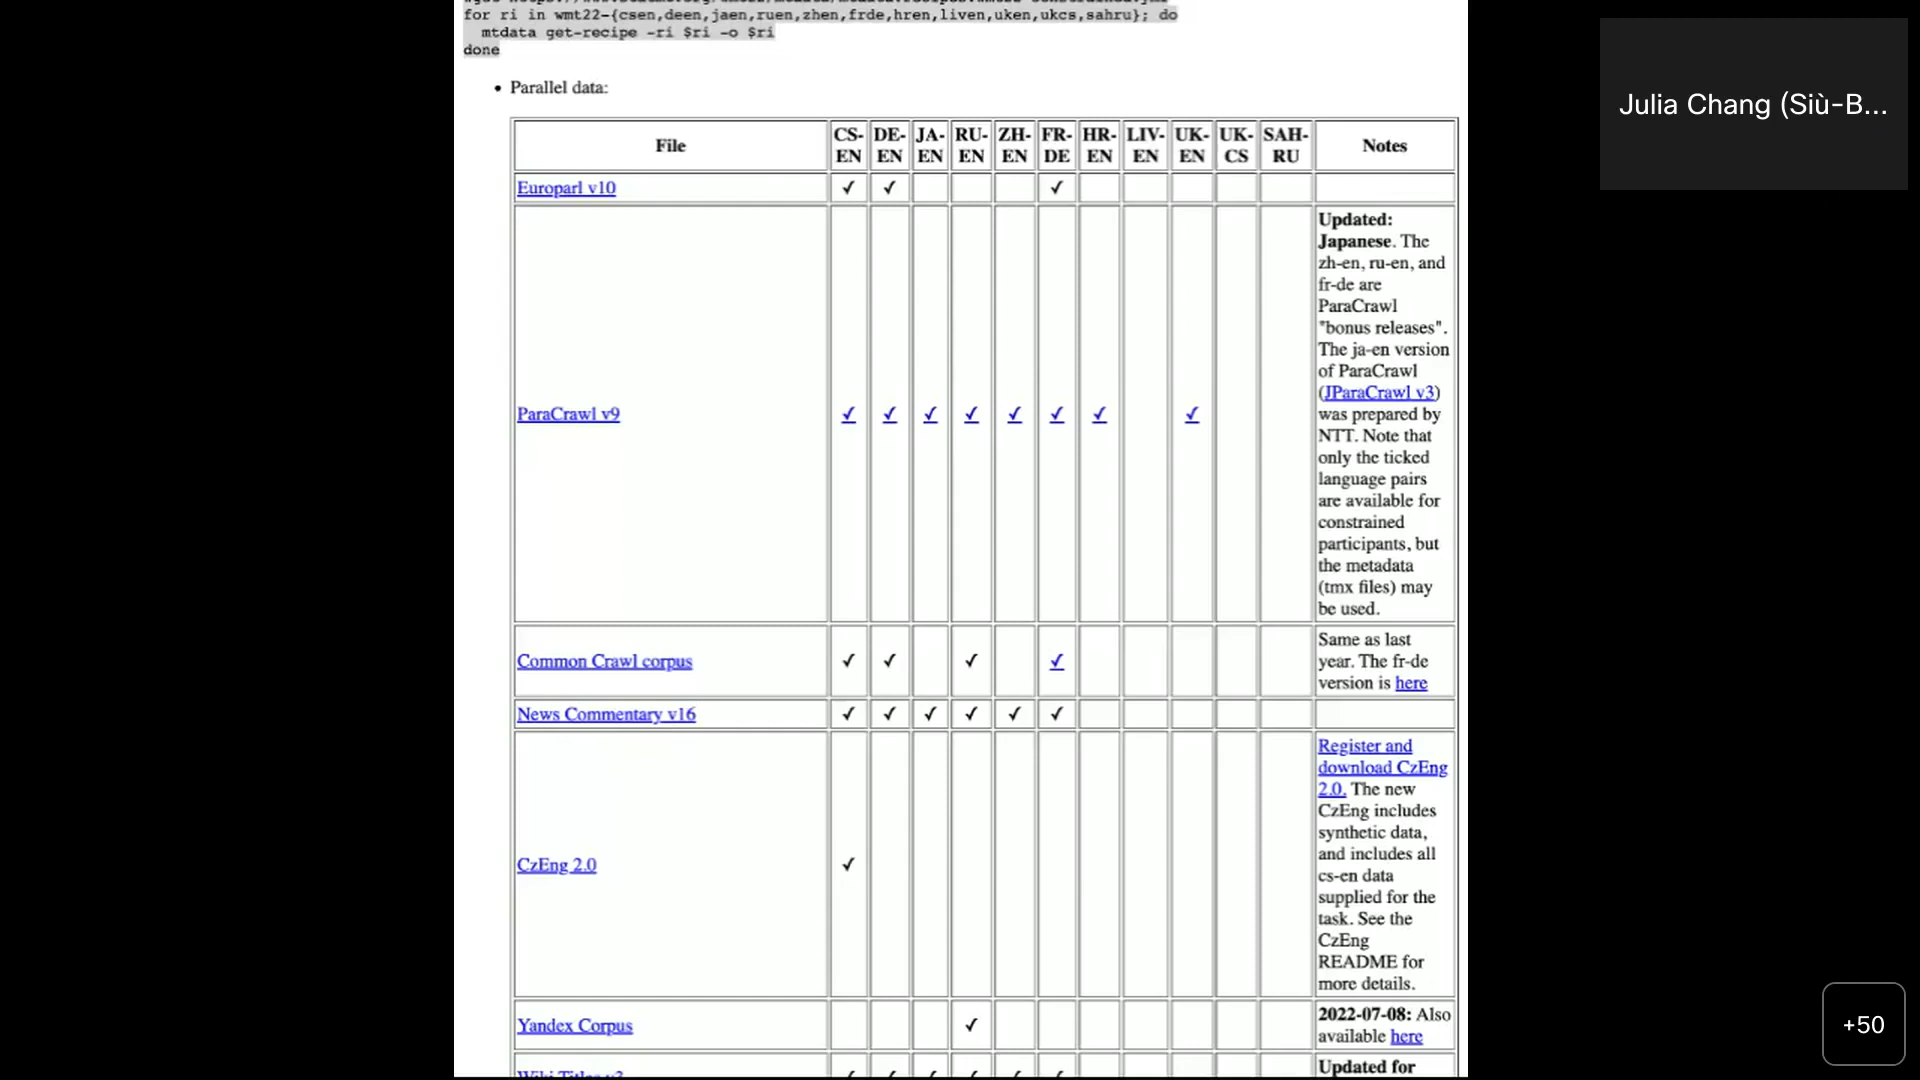 for ri in wmt22-{csen,deen,jaen,ruen,zhen,frde,hren,liven,uken,ukcs,sahru}; do
mtdata get-recipe -ri $ri -o $ri
done
• Parallel data:
File CS-EN DE-EN JA-EN RU-EN ZH-EN FR-DE HR-EN LIV-EN UK-EN UK-CS SAH-RU Notes
Europarl v10 ✓ ✓ ✓
ParaCrawl v9 ✓ ✓ ✓ ✓ ✓ ✓ ✓ ✓
Updated:
Japanese. The
zh-en, ru-en, and
fr-de are
ParaCrawl
"bonus releases".
The ja-en version
of ParaCrawl
(JParaCrawl v3)
was prepared by
NTT. Note that
only the ticked
language pairs
are available for
constrained
participants, but
the metadata
(tmx files) may
be used.
Common Crawl corpus ✓ ✓ ✓ ✓
Same as last
year. The fr-de
version is here
News Commentary v16 ✓ ✓ ✓ ✓ ✓ ✓
CzEng 2.0 ✓
Register and
download CzEng
2.0. The new
CzEng includes
synthetic data,
and includes all
cs-en data
supplied for the
task. See the
CzEng
README for
more details.
Yandex Corpus ✓
2022-07-08: Also
available here
Wiki Titles v3 ✓ ✓ ✓ ✓ ✓ ✓
Updated for
Julia Chang (Siù-B...
+50